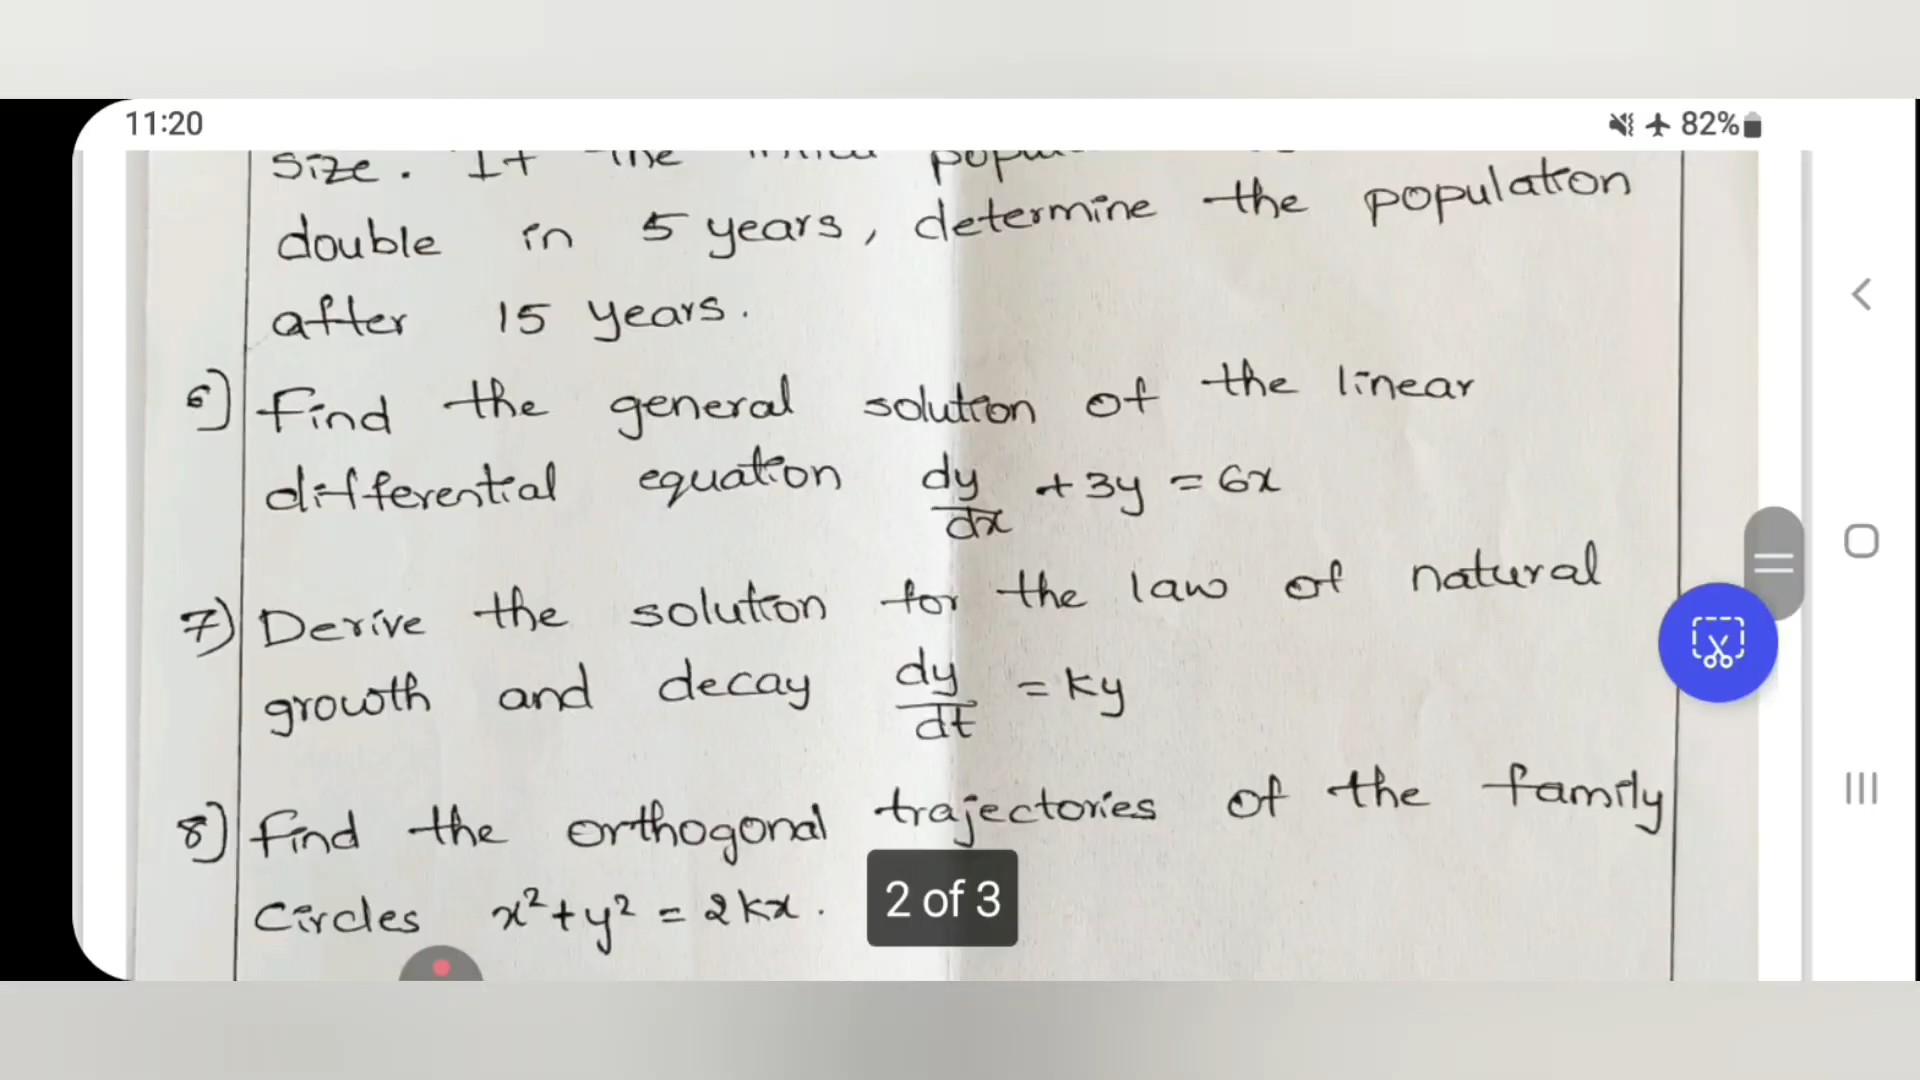 11:20
82%
size. If the
double in 5 years, determine the population
after 15 years.
6) Find the general solution of the linear
differential equation dy/dx + 3y = 6x
7) Derive the solution for the law of natural
growth and decay dy/dt = ky
8) Find the orthogonal trajectories of the family
circles x² + y² = 2kx.
2 of 3